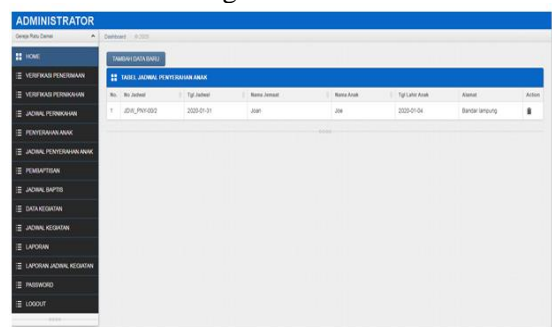 ADMINISTRATOR
Gereja Ratu Damai
Dashboard © 2020
HOME
VERIFIKASI PENERIMAAN
VERIFIKASI PERNIKAHAN
JADWAL PERNIKAHAN
PENYERAHAN ANAK
JADWAL PENYERAHAN ANAK
PEMBAPTISAN
JADWAL BAPTIS
DATA KEGIATAN
JADWAL KEGIATAN
LAPORAN
LAPORAN JADWAL KEGIATAN
PASSWORD
LOGOUT
TAMBAH DATA BARU
TABEL JADWAL PENYERAHAN ANAK
No. No Jadwal Tgl Jadwal Nama Jemaat Nama Anak Tgl Lahir Anak Alamat Action
1 2020-01-31 Joan Joe 2020-01-04 Bandar lampung